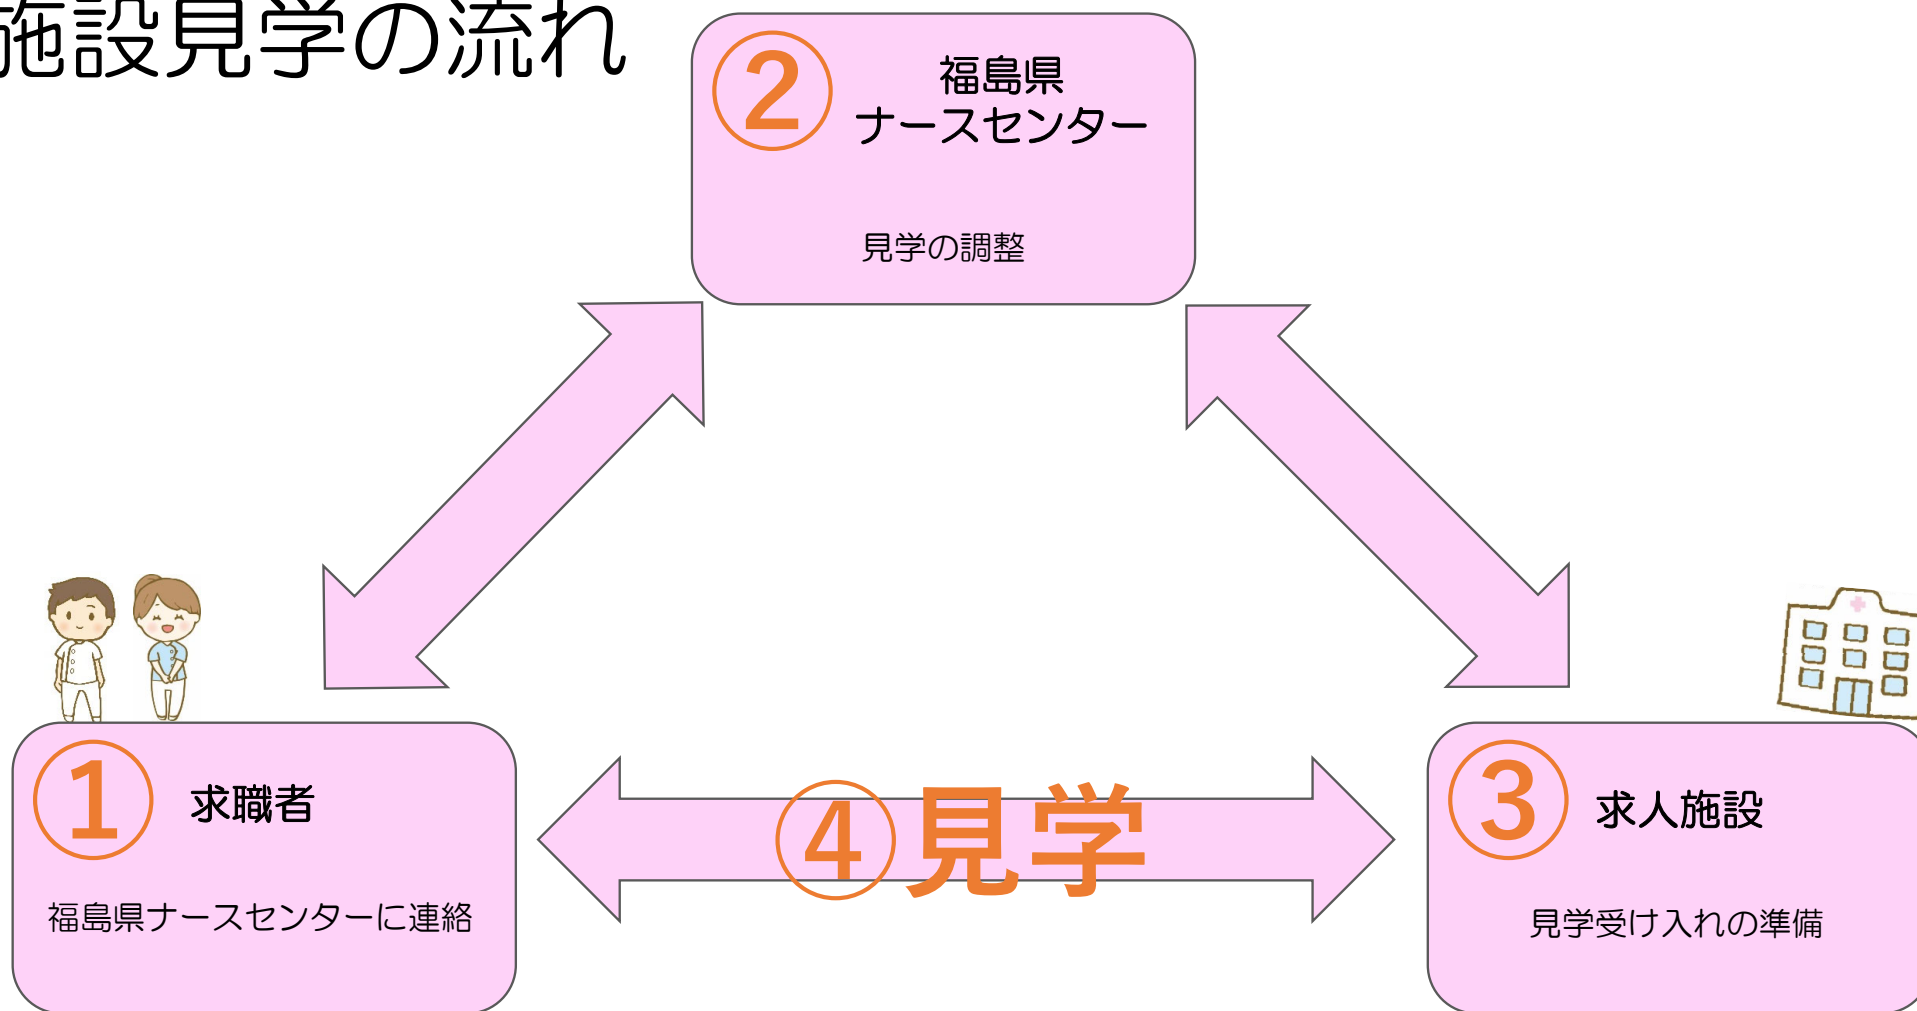 施設見学の流れ
②
福島県
ナースセンター
見学の調整
①
求職者
福島県ナースセンターに連絡
④見学
③
求人施設
見学受け入れの準備